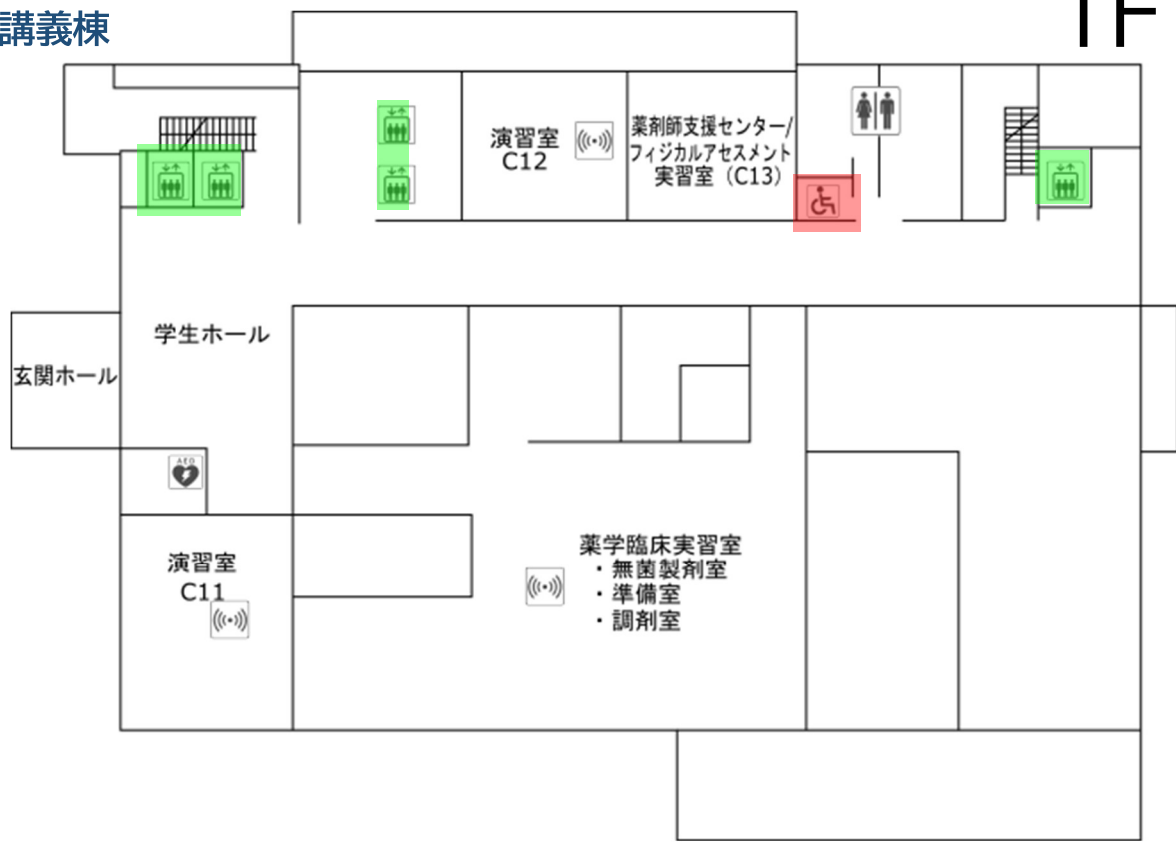 講義棟
1F
演習室
C12
薬剤師支援センター/
フィジカルアセスメント
実習室（C13）
学生ホール
玄関ホール
AED
演習室
C11
薬学臨床実習室
・無菌製剤室
・準備室
・調剤室